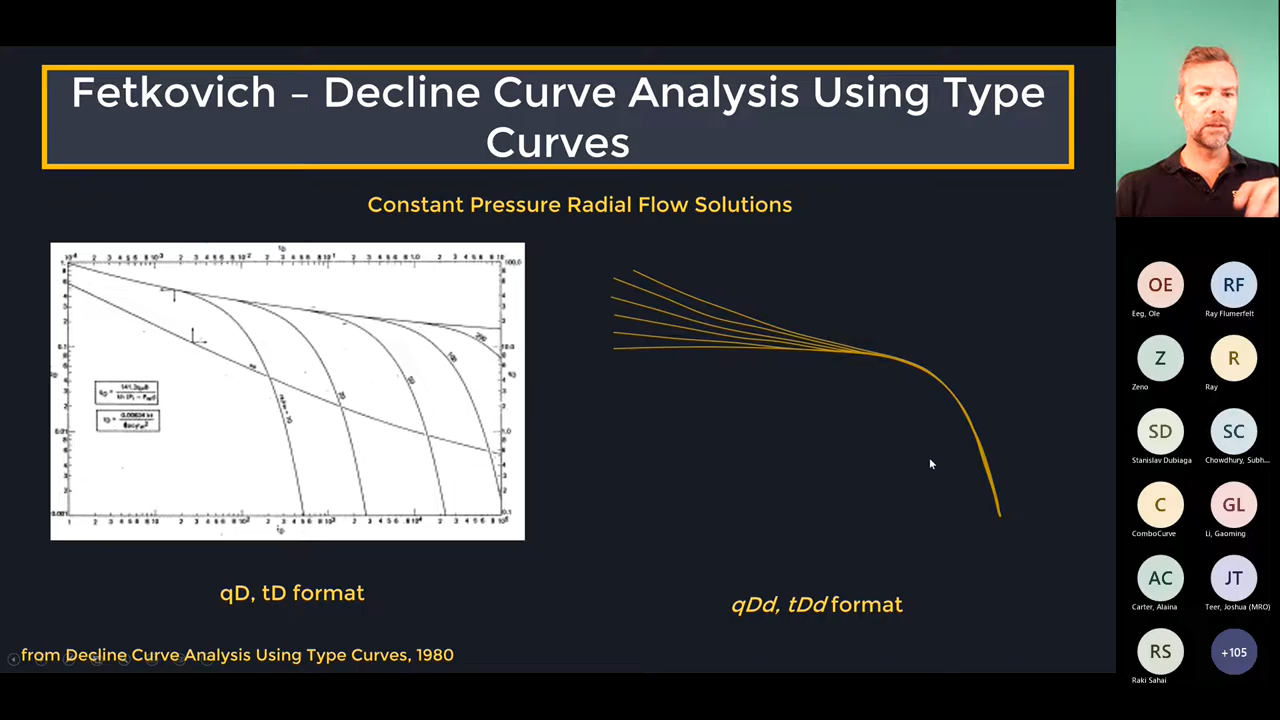 Fetkovich – Decline Curve Analysis Using Type
Curves
Constant Pressure Radial Flow Solutions
qD, tD format
qDd, tDd format
from Decline Curve Analysis Using Type Curves, 1980
OE
Eeg, Ole
RF
Ray Flumerfelt
Z
Zeno
R
Ray
SD
Stanislav Dubiaga
SC
Chowdhury, Subh...
C
ComboCurve
GL
Li, Gaoming
AC
Carter, Alaina
JT
Teer, Joshua (MRO)
RS
Raki Sahai
+105